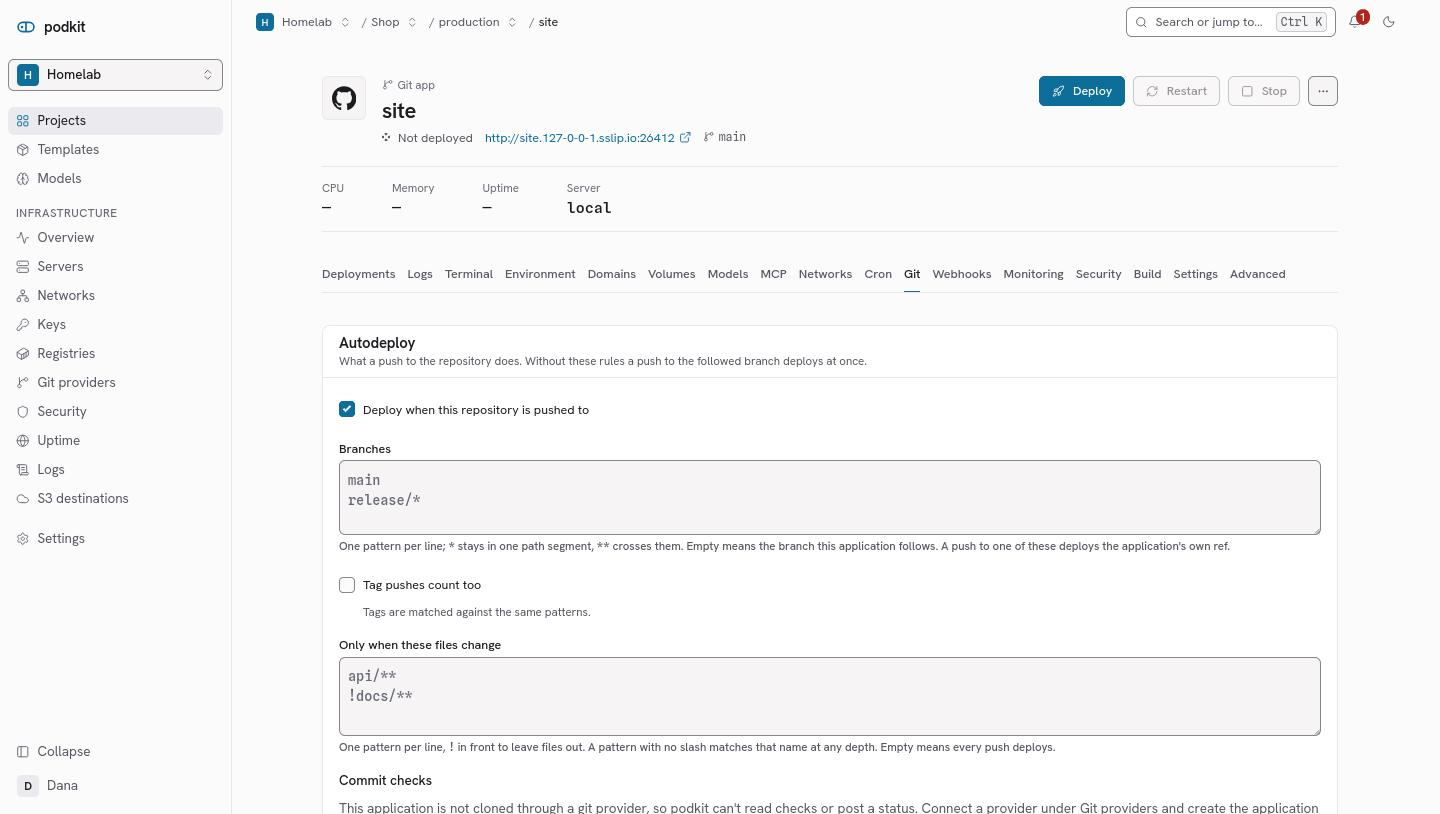 podkit
H Homelab
Projects
Templates
Models
INFRASTRUCTURE
Overview
Servers
Networks
Keys
Registries
Git providers
Security
Uptime
Logs
S3 destinations
Settings
Collapse
D Dana
H Homelab / Shop / production / site
Search or jump to... Ctrl K
1
Git app
site
Not deployed http://site.127-0-0-1.sslip.io:26412 main
Deploy Restart Stop ...
CPU Memory Uptime Server
— — — local
Deployments Logs Terminal Environment Domains Volumes Models MCP Networks Cron Git Webhooks Monitoring Security Build Settings Advanced
Autodeploy
What a push to the repository does. Without these rules a push to the followed branch deploys at once.
Deploy when this repository is pushed to
Branches
main
release/*
One pattern per line; * stays in one path segment, ** crosses them. Empty means the branch this application follows. A push to one of these deploys the application's own ref.
Tag pushes count too
Tags are matched against the same patterns.
Only when these files change
api/**
!docs/**
One pattern per line, ! in front to leave files out. A pattern with no slash matches that name at any depth. Empty means every push deploys.
Commit checks
This application is not cloned through a git provider, so podkit can't read checks or post a status. Connect a provider under Git providers and create the application